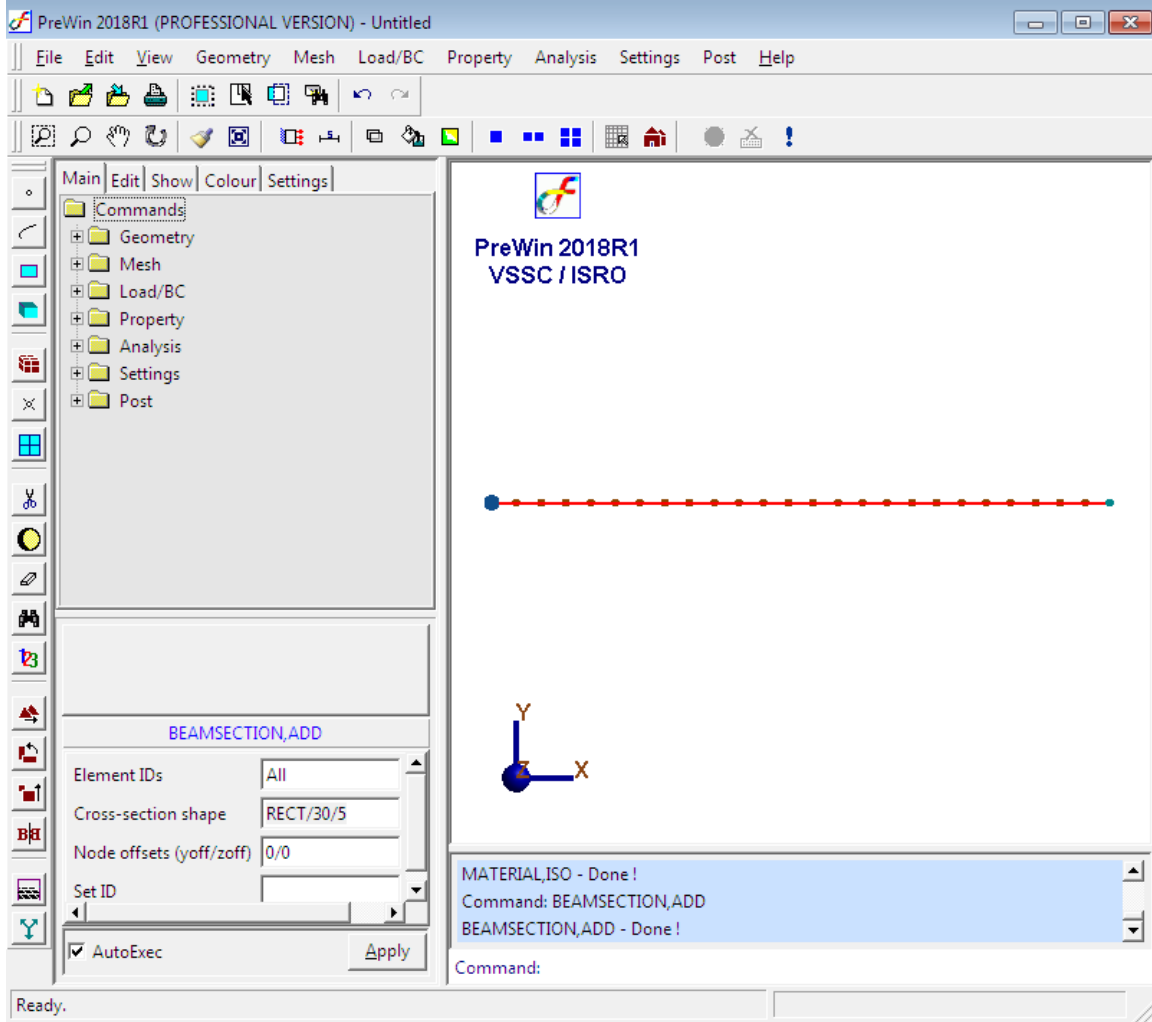 PreWin 2018R1 (PROFESSIONAL VERSION) - Untitled
File Edit View Geometry Mesh Load/BC Property Analysis Settings Post Help
Main Edit Show Colour Settings
Commands
Geometry
Mesh
Load/BC
Property
Analysis
Settings
Post
123
BEAMSECTION,ADD
Element IDs All
Cross-section shape RECT/30/5
Node offsets (yoff/zoff) 0/0
Set ID
AutoExec Apply
PreWin 2018R1
VSSC / ISRO
Y
Z X
MATERIAL,ISO - Done !
Command: BEAMSECTION,ADD
BEAMSECTION,ADD - Done !
Command:
Ready.